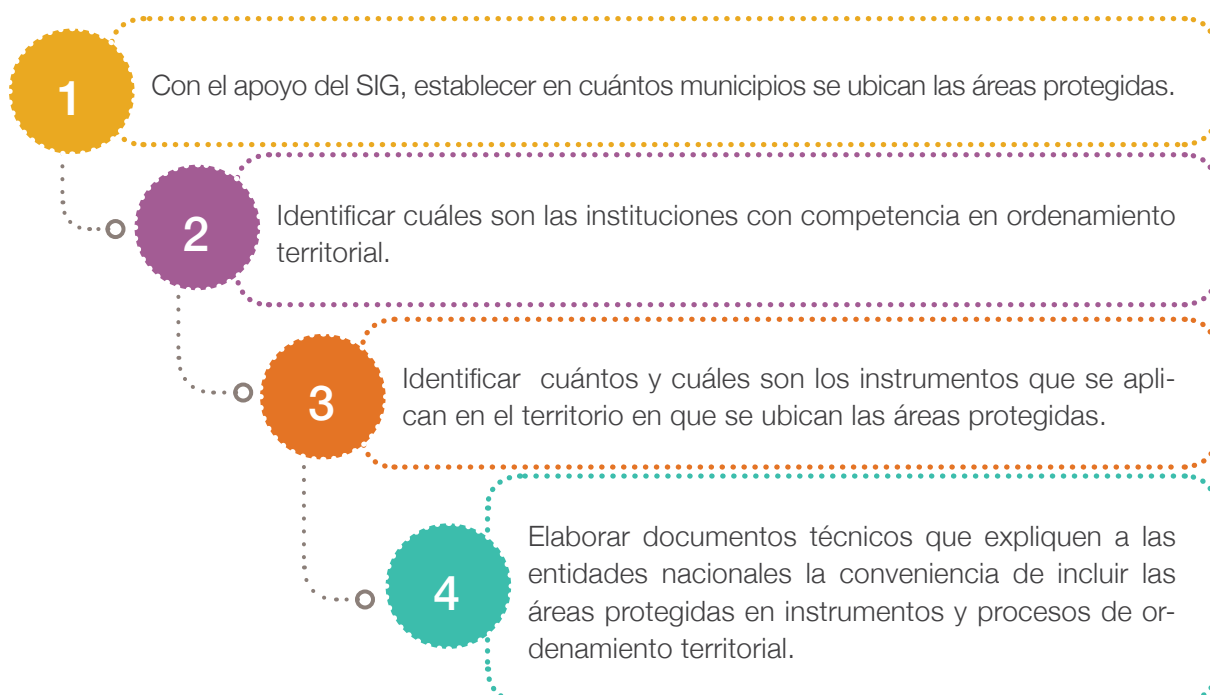 1
Con el apoyo del SIG, establecer en cuántos municipios se ubican las áreas protegidas.
2
Identificar cuáles son las instituciones con competencia en ordenamiento
territorial.
3
Identificar cuántos y cuáles son los instrumentos que se apli-
can en el territorio en que se ubican las áreas protegidas.
4
Elaborar documentos técnicos que expliquen a las
entidades nacionales la conveniencia de incluir las
áreas protegidas en instrumentos y procesos de or-
denamiento territorial.